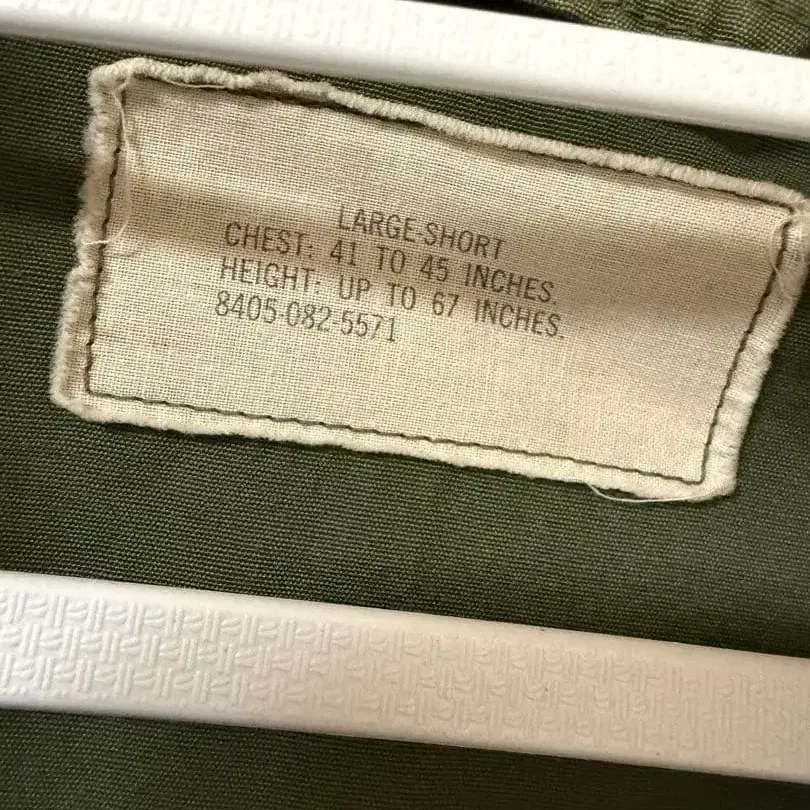 LARGE-SHORT
CHEST: 41 TO 45 INCHES.
HEIGHT: UP TO 67 INCHES.
8405-082-5571